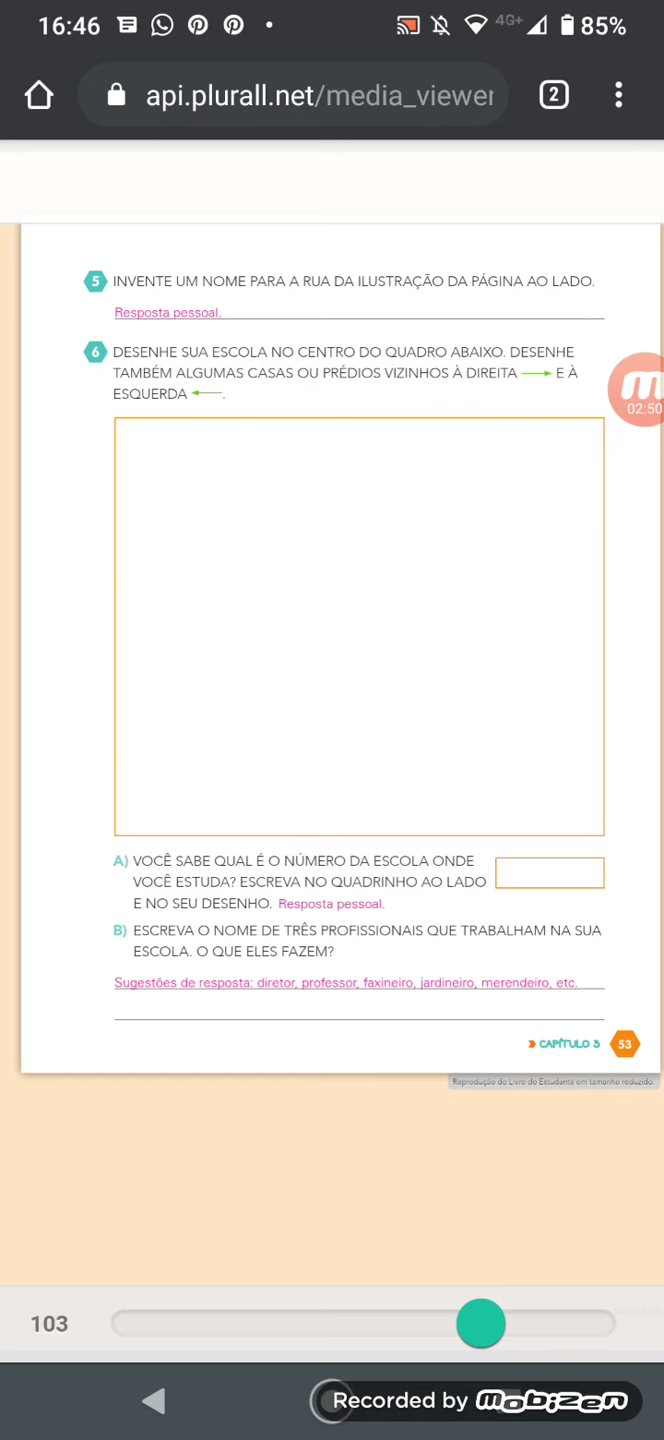 16:46
4G+
85%
api.plurall.net/media_viewer
2
5 INVENTE UM NOME PARA A RUA DA ILUSTRAÇÃO DA PÁGINA AO LADO.
Resposta pessoal.
6 DESENHE SUA ESCOLA NO CENTRO DO QUADRO ABAIXO. DESENHE
TAMBÉM ALGUMAS CASAS OU PRÉDIOS VIZINHOS À DIREITA → E À
ESQUERDA ←.
m
02:50
A) VOCÊ SABE QUAL É O NÚMERO DA ESCOLA ONDE
VOCÊ ESTUDA? ESCREVA NO QUADRINHO AO LADO
E NO SEU DESENHO. Resposta pessoal.
B) ESCREVA O NOME DE TRÊS PROFISSIONAIS QUE TRABALHAM NA SUA
ESCOLA. O QUE ELES FAZEM?
Sugestões de resposta: diretor, professor, faxineiro, jardineiro, merendeiro, etc.
CAPÍTULO 3 53
Reprodução do Livro do Estudante em tamanho reduzido.
103
Recorded by mobizen